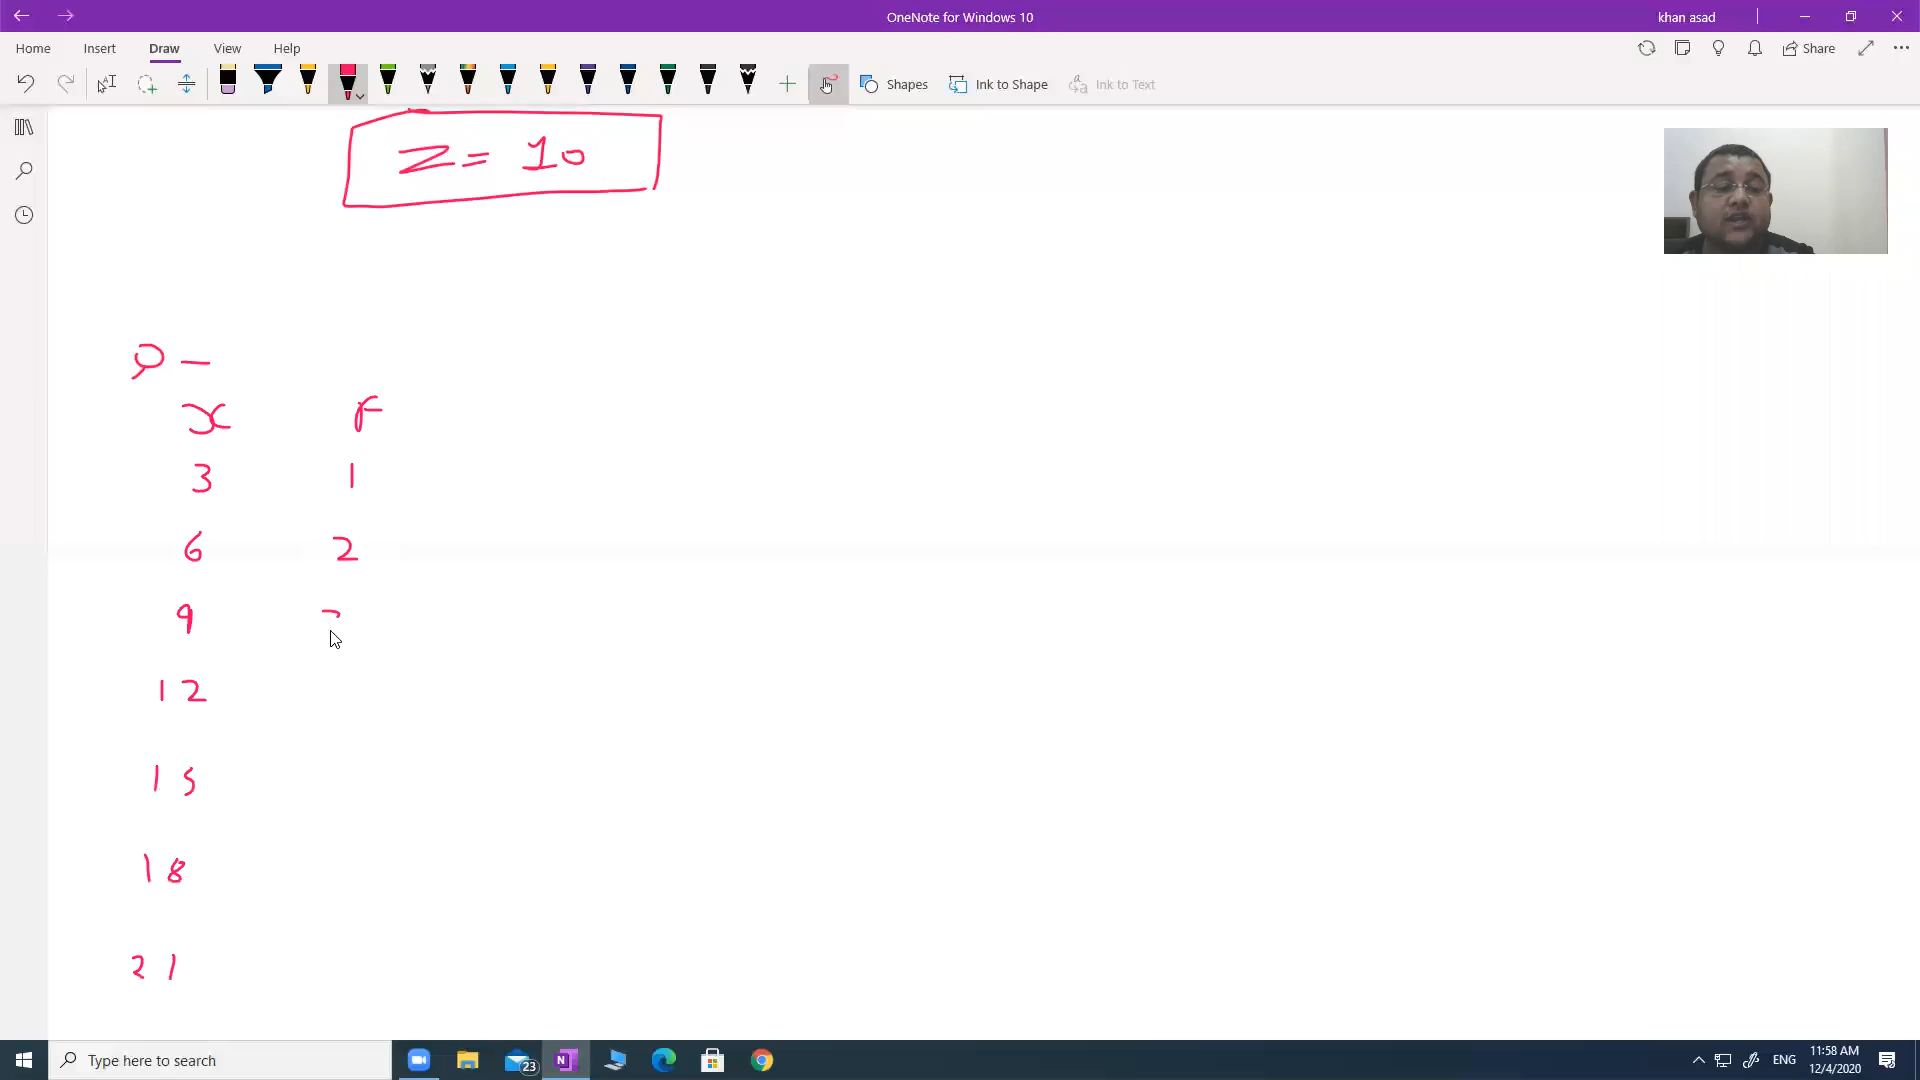 OneNote for Windows 10
khan asad
Home Insert Draw View Help
Share
Shapes Ink to Shape Ink to Text
Z = 10
Q -
x f
3 1
6 2
9
12
15
18
21
Type here to search
23
N
ENG
11:58 AM
12/4/2020